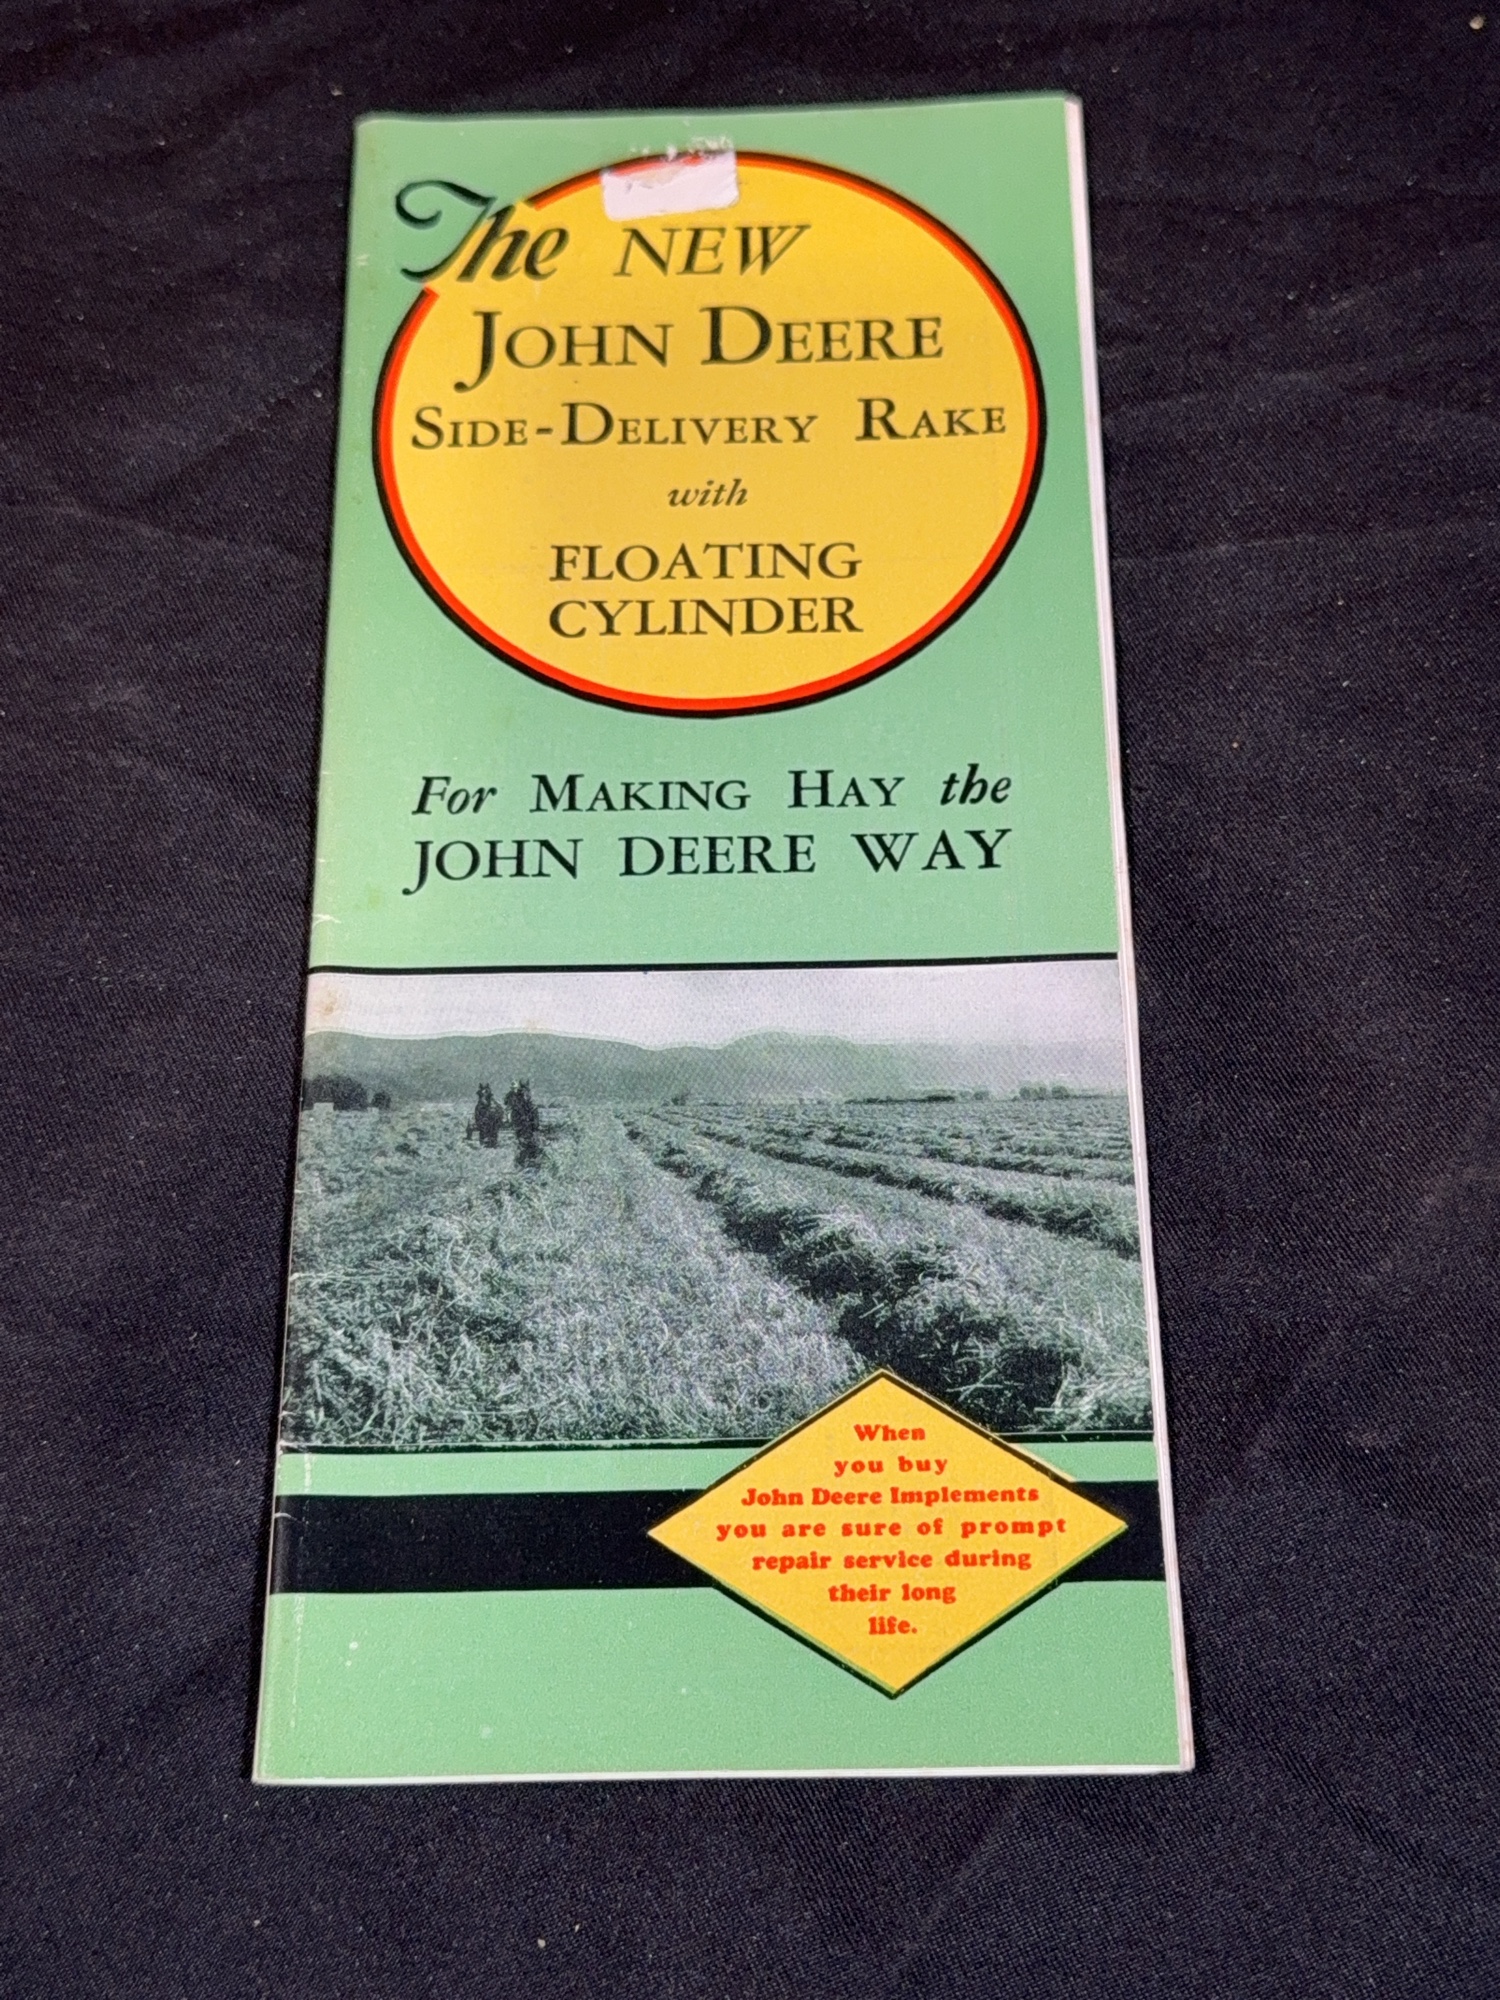 The NEW
JOHN DEERE
SIDE-DELIVERY RAKE
with
FLOATING
CYLINDER
For MAKING HAY the
JOHN DEERE WAY
When
you buy
John Deere Implements
you are sure of prompt
repair service during
their long
life.